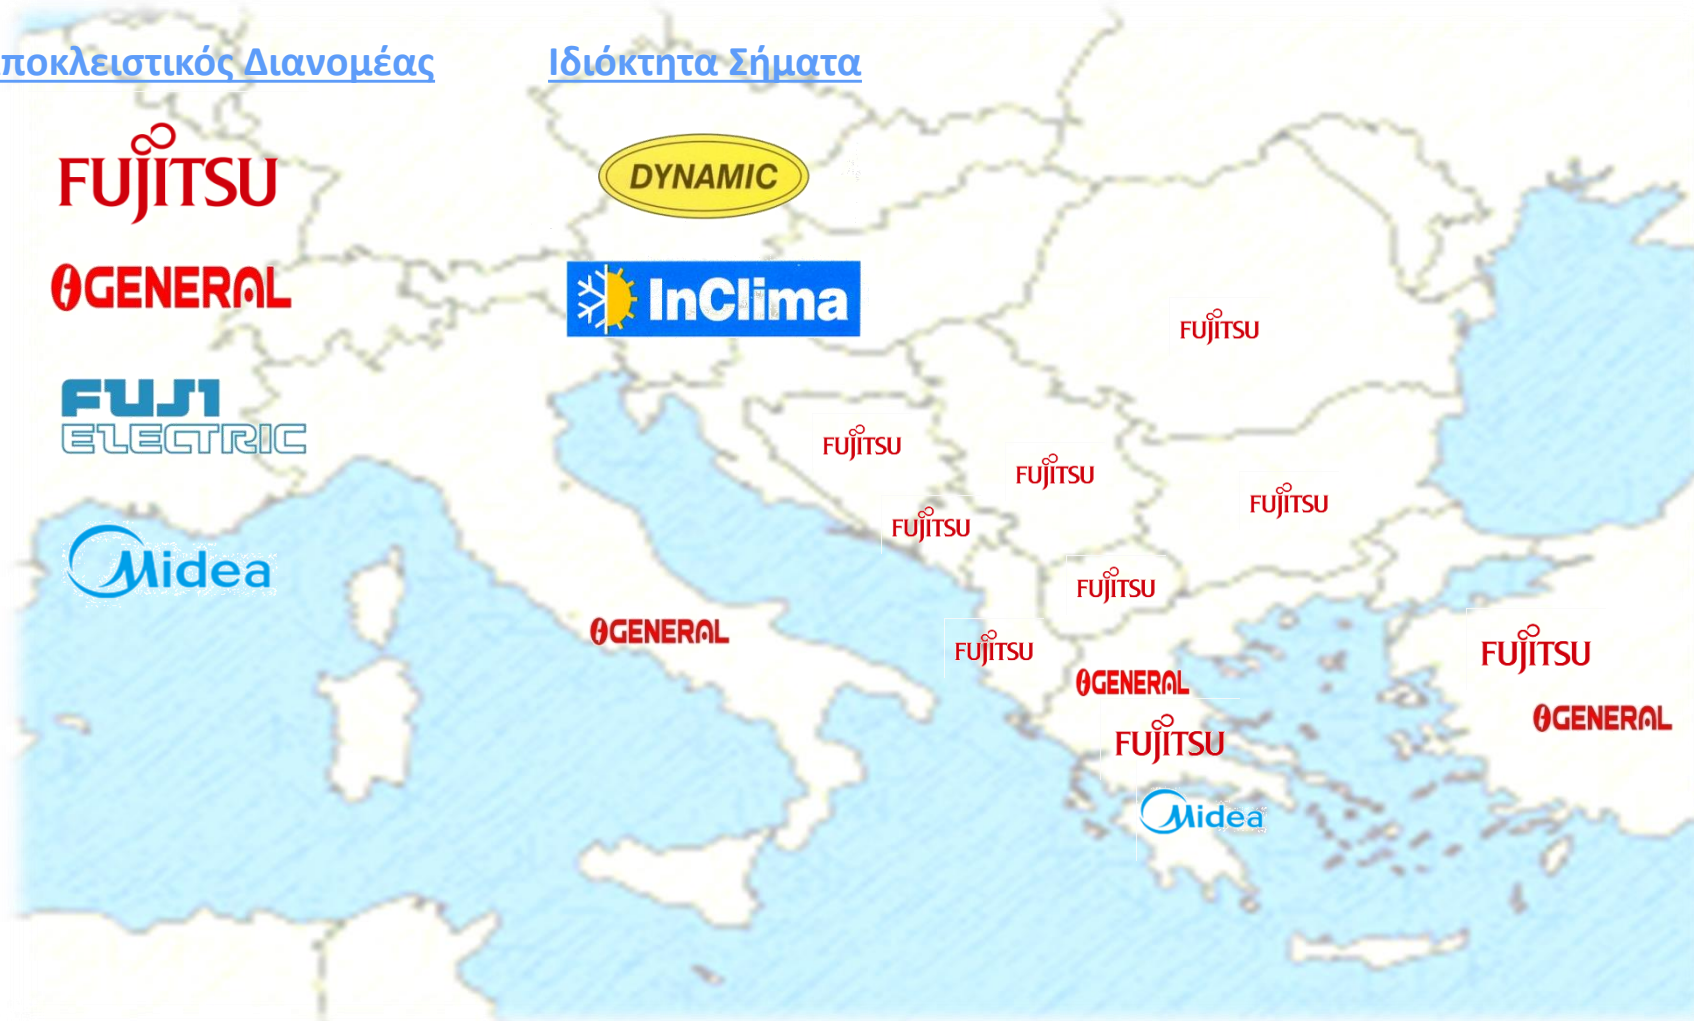 ποκλειστικός Διανομέας
Ιδιόκτητα Σήματα
FUJITSU
DYNAMIC
GENERAL
InClima
FUJI
ELECTRIC
Midea
FUJITSU
FUJITSU
FUJITSU
FUJITSU
FUJITSU
FUJITSU
GENERAL
FUJITSU
FUJITSU
GENERAL
GENERAL
FUJITSU
Midea